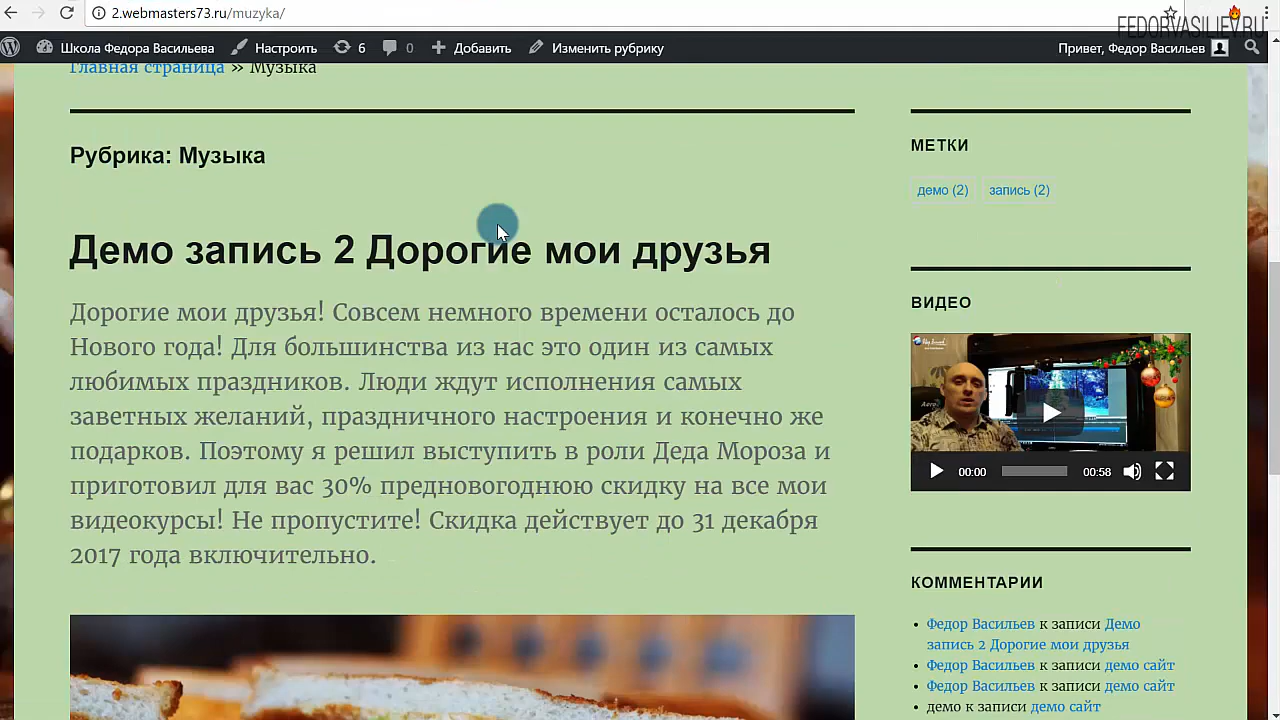 2.webmasters73.ru/muzyka/
FEDORVASILIEV.RU
Школа Федора Васильева Настроить 6 0 Добавить Изменить рубрику Привет, Федор Васильев
Главная страница » Музыка
Рубрика: Музыка
Демо запись 2 Дорогие мои друзья
Дорогие мои друзья! Совсем немного времени осталось до
Нового года! Для большинства из нас это один из самых
любимых праздников. Люди ждут исполнения самых
заветных желаний, праздничного настроения и конечно же
подарков. Поэтому я решил выступить в роли Деда Мороза и
приготовил для вас 30% предновогоднюю скидку на все мои
видеокурсы! Не пропустите! Скидка действует до 31 декабря
2017 года включительно.
МЕТКИ
демо (2) запись (2)
ВИДЕО
00:00 00:58
КОММЕНТАРИИ
Федор Васильев к записи Демо
запись 2 Дорогие мои друзья
Федор Васильев к записи демо сайт
Федор Васильев к записи демо сайт
демо к записи демо сайт